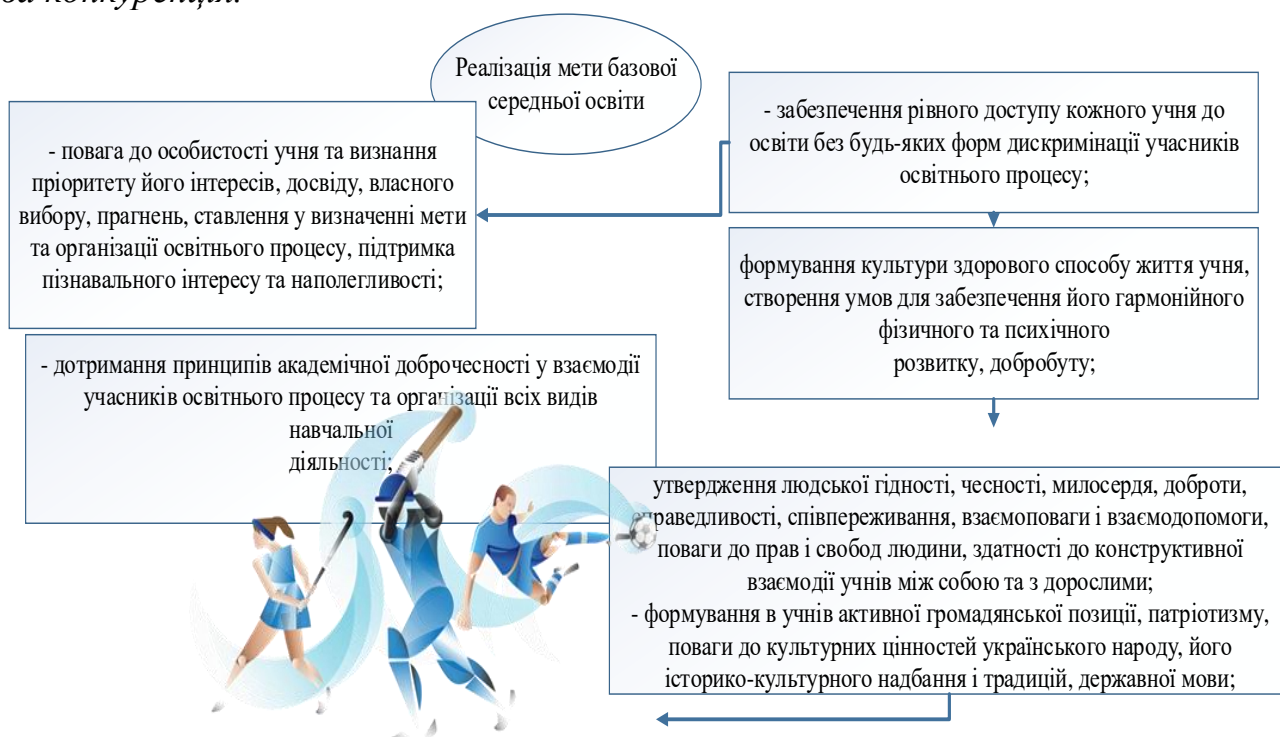 конкуренція.
Реалізація мети базової
середньої освіти
- повага до особистості учня та визнання
пріоритету його інтересів, досвіду, власного
вибору, прагнень, ставлення у визначенні мети
та організації освітнього процесу, підтримка
пізнавального інтересу та наполегливості;
- забезпечення рівного доступу кожного учня до
освіти без будь-яких форм дискримінації учасників
освітнього процесу;
формування культури здорового способу життя учня,
створення умов для забезпечення його гармонійного
фізичного та психічного
розвитку, добробуту;
- дотримання принципів академічної доброчесності у взаємодії
учасників освітнього процесу та організації всіх видів
навчальної
діяльності;
утвердження людської гідності, чесності, милосердя, доброти,
справедливості, співпереживання, взаємоповаги і взаємодопомоги,
поваги до прав і свобод людини, здатності до конструктивної
взаємодії учнів між собою та з дорослими;
- формування в учнів активної громадянської позиції, патріотизму,
поваги до культурних цінностей українського народу, його
історико-культурного надбання і традицій, державної мови;